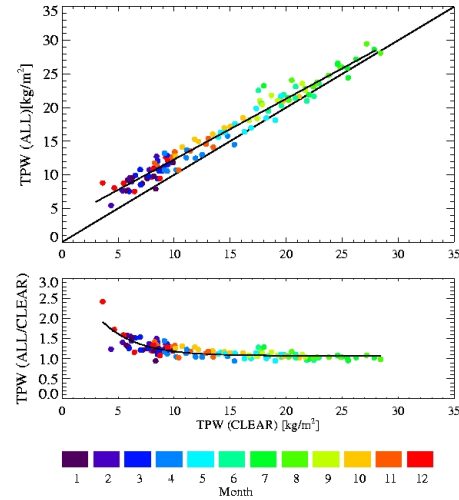 35
30
25
20
15
10
5
0
TPW (ALL)[kg/m²]
0 5 10 15 20 25 30 35
3.0
2.5
2.0
1.5
1.0
0.5
0.0
TPW (ALL/CLEAR)
0 5 10 15 20 25 30 35
TPW (CLEAR) [kg/m²]
1 2 3 4 5 6 7 8 9 10 11 12
Month